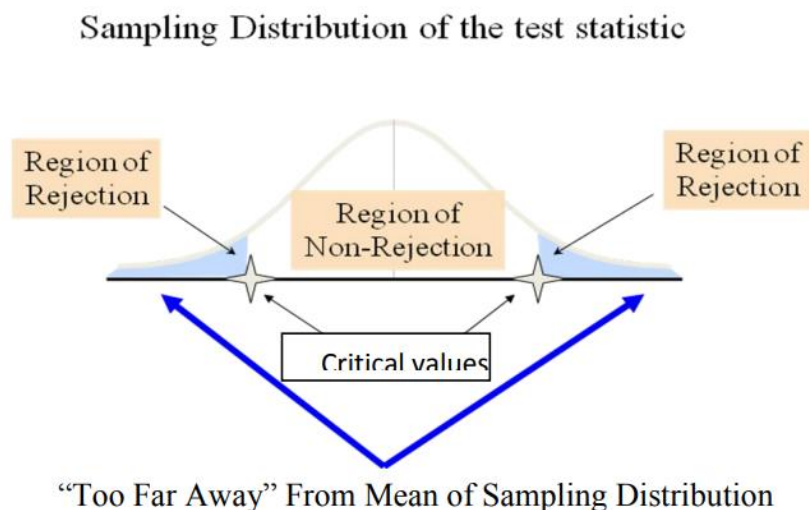 Sampling Distribution of the test statistic
Region of
Rejection
Region of
Non-Rejection
Region of
Rejection
Critical values
“Too Far Away” From Mean of Sampling Distribution